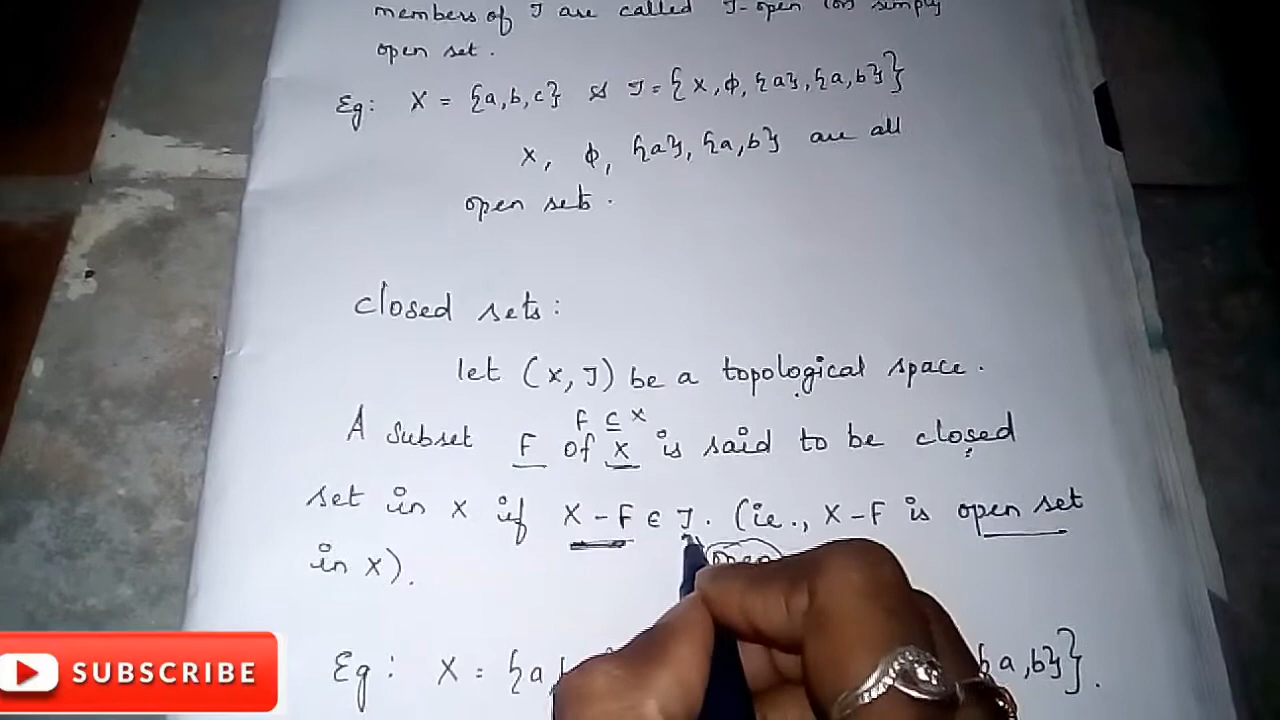 members of J are called J-open (or) simply
open set.
Eg: X = {a, b, c} & J = {X, φ, {a}, {a, b}}
X, φ, {a}, {a, b} are all
open sets.
closed sets:
let (X, J) be a topological space.
F ⊆ X
A subset F of X is said to be closed
set in X if X - F ∈ J. (ie., X - F is open set
open
in X).
Eg: X = {a, a, b}}.
SUBSCRIBE